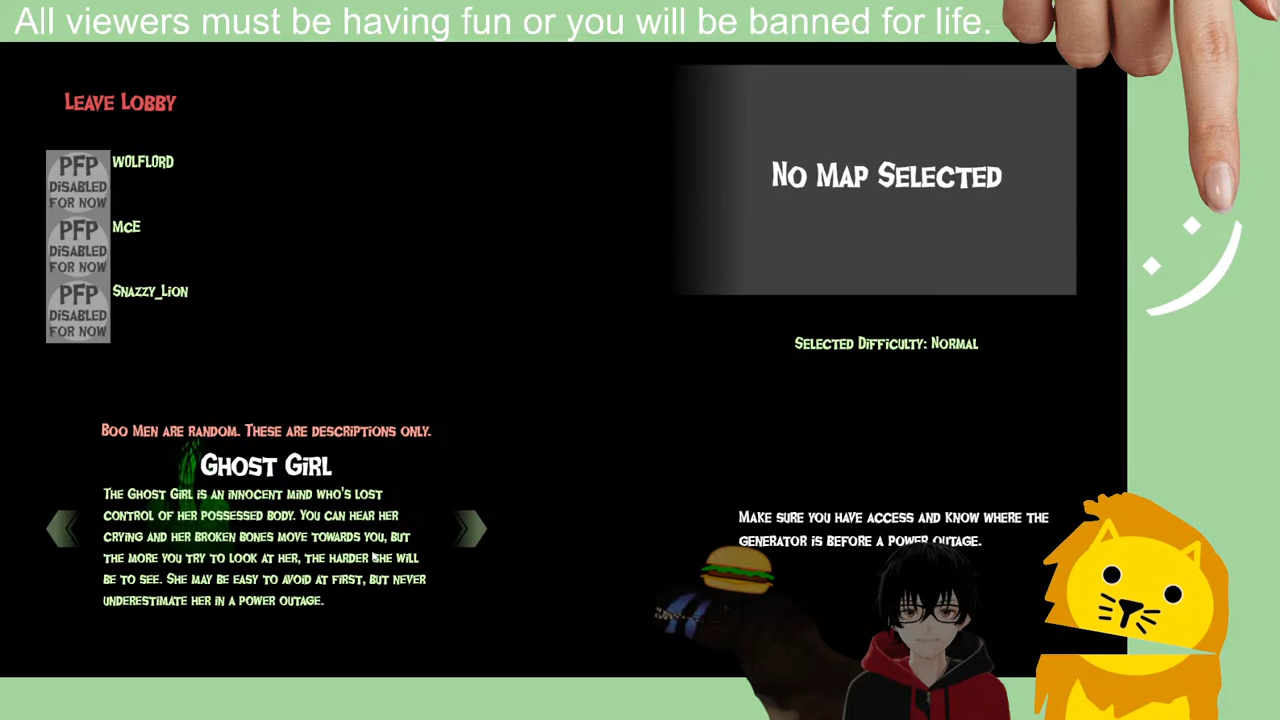 All viewers must be having fun or you will be banned for life.
Leave Lobby
PFP
DISABLED
FOR NOW
W0LFL0RD
PFP
DISABLED
FOR NOW
McE
PFP
DISABLED
FOR NOW
Snazzy_Lion
No Map Selected
Selected Difficulty: Normal
Boo Men are random. These are descriptions only.
Ghost Girl
The Ghost Girl is an innocent mind who's lost
control of her possessed body. You can hear her
crying and her broken bones move towards you, but
the more you try to look at her, the harder she will
be to see. She may be easy to avoid at first, but never
underestimate her in a power outage.
Make sure you have access and know where the
generator is before a power outage.
:)